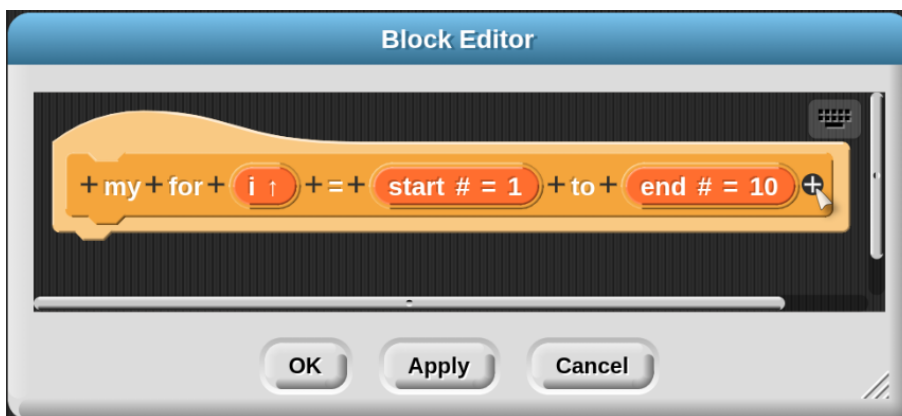 Block Editor
+ my + for + i ↑ + = + start # = 1 + to + end # = 10 +
OK Apply Cancel